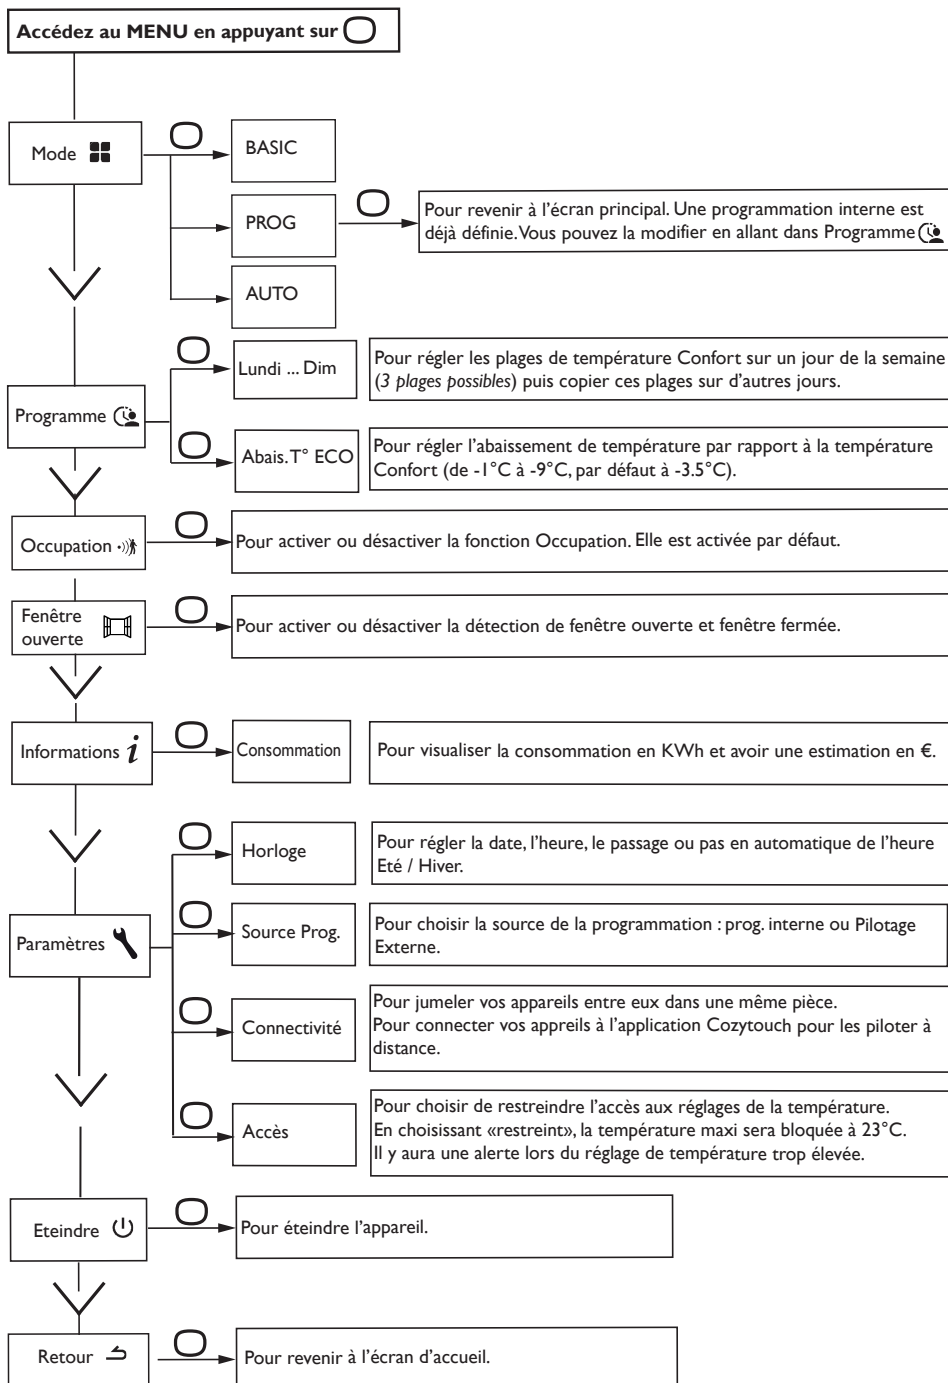 Accédez au MENU en appuyant sur
Mode
BASIC
PROG
Pour revenir à l'écran principal. Une programmation interne est
déjà définie. Vous pouvez la modifier en allant dans Programme
AUTO
Programme
Lundi ... Dim
Pour régler les plages de température Confort sur un jour de la semaine
(3 plages possibles) puis copier ces plages sur d'autres jours.
Abais.T° ECO
Pour régler l'abaissement de température par rapport à la température
Confort (de -1°C à -9°C, par défaut à -3.5°C).
Occupation
Pour activer ou désactiver la fonction Occupation. Elle est activée par défaut.
Fenêtre
ouverte
Pour activer ou désactiver la détection de fenêtre ouverte et fenêtre fermée.
Informations i
Consommation
Pour visualiser la consommation en KWh et avoir une estimation en €.
Paramètres
Horloge
Pour régler la date, l'heure, le passage ou pas en automatique de l'heure
Eté / Hiver.
Source Prog.
Pour choisir la source de la programmation : prog. interne ou Pilotage
Externe.
Connectivité
Pour jumeler vos appareils entre eux dans une même pièce.
Pour connecter vos appreils à l'application Cozytouch pour les piloter à
distance.
Accès
Pour choisir de restreindre l'accès aux réglages de la température.
En choisissant «restreint», la température maxi sera bloquée à 23°C.
Il y aura une alerte lors du réglage de température trop élevée.
Eteindre
Pour éteindre l'appareil.
Retour
Pour revenir à l'écran d'accueil.